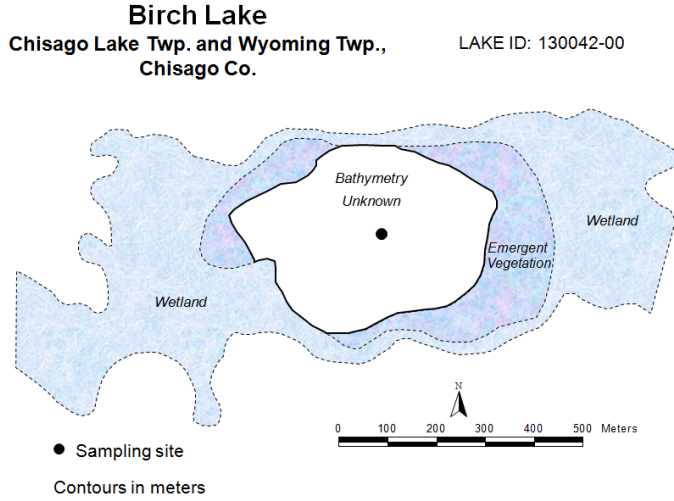 Birch Lake
Chisago Lake Twp. and Wyoming Twp.,
Chisago Co.
LAKE ID: 130042-00
Bathymetry
Unknown
Wetland
Emergent
Vegetation
Wetland
N
0 100 200 300 400 500 Meters
Sampling site
Contours in meters